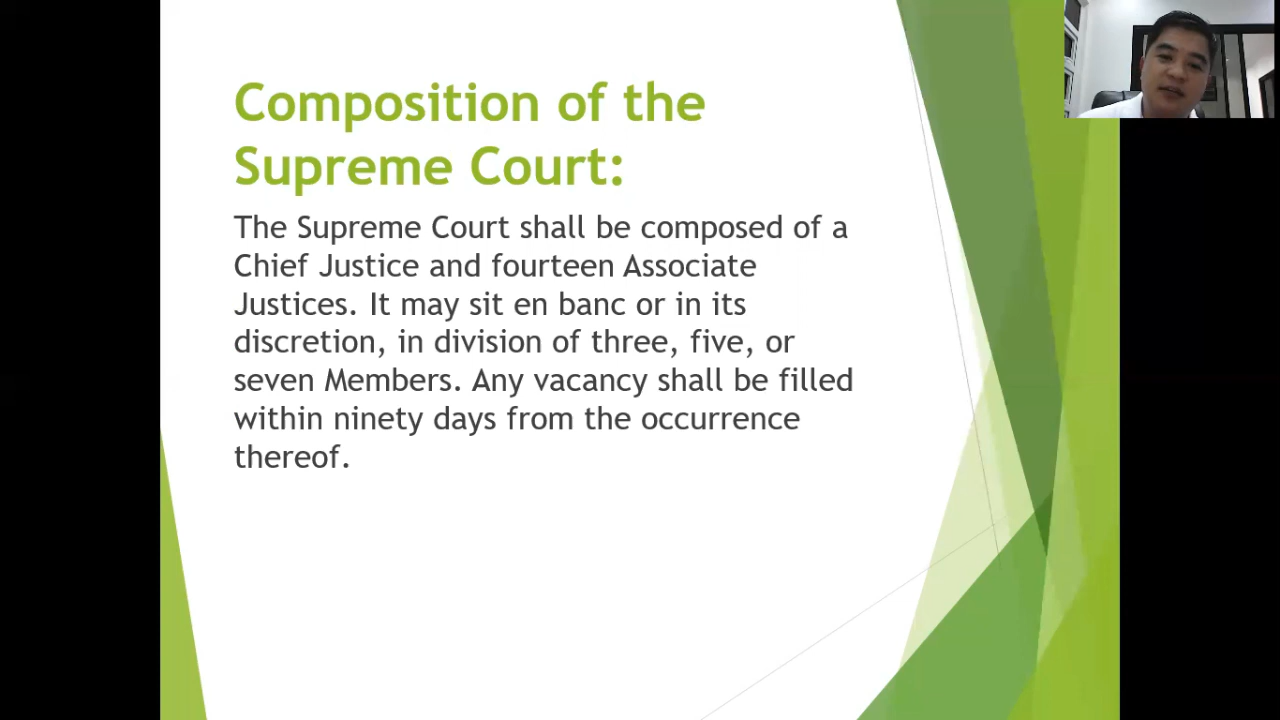 Composition of the
Supreme Court:
The Supreme Court shall be composed of a
Chief Justice and fourteen Associate
Justices. It may sit en banc or in its
discretion, in division of three, five, or
seven Members. Any vacancy shall be filled
within ninety days from the occurrence
thereof.